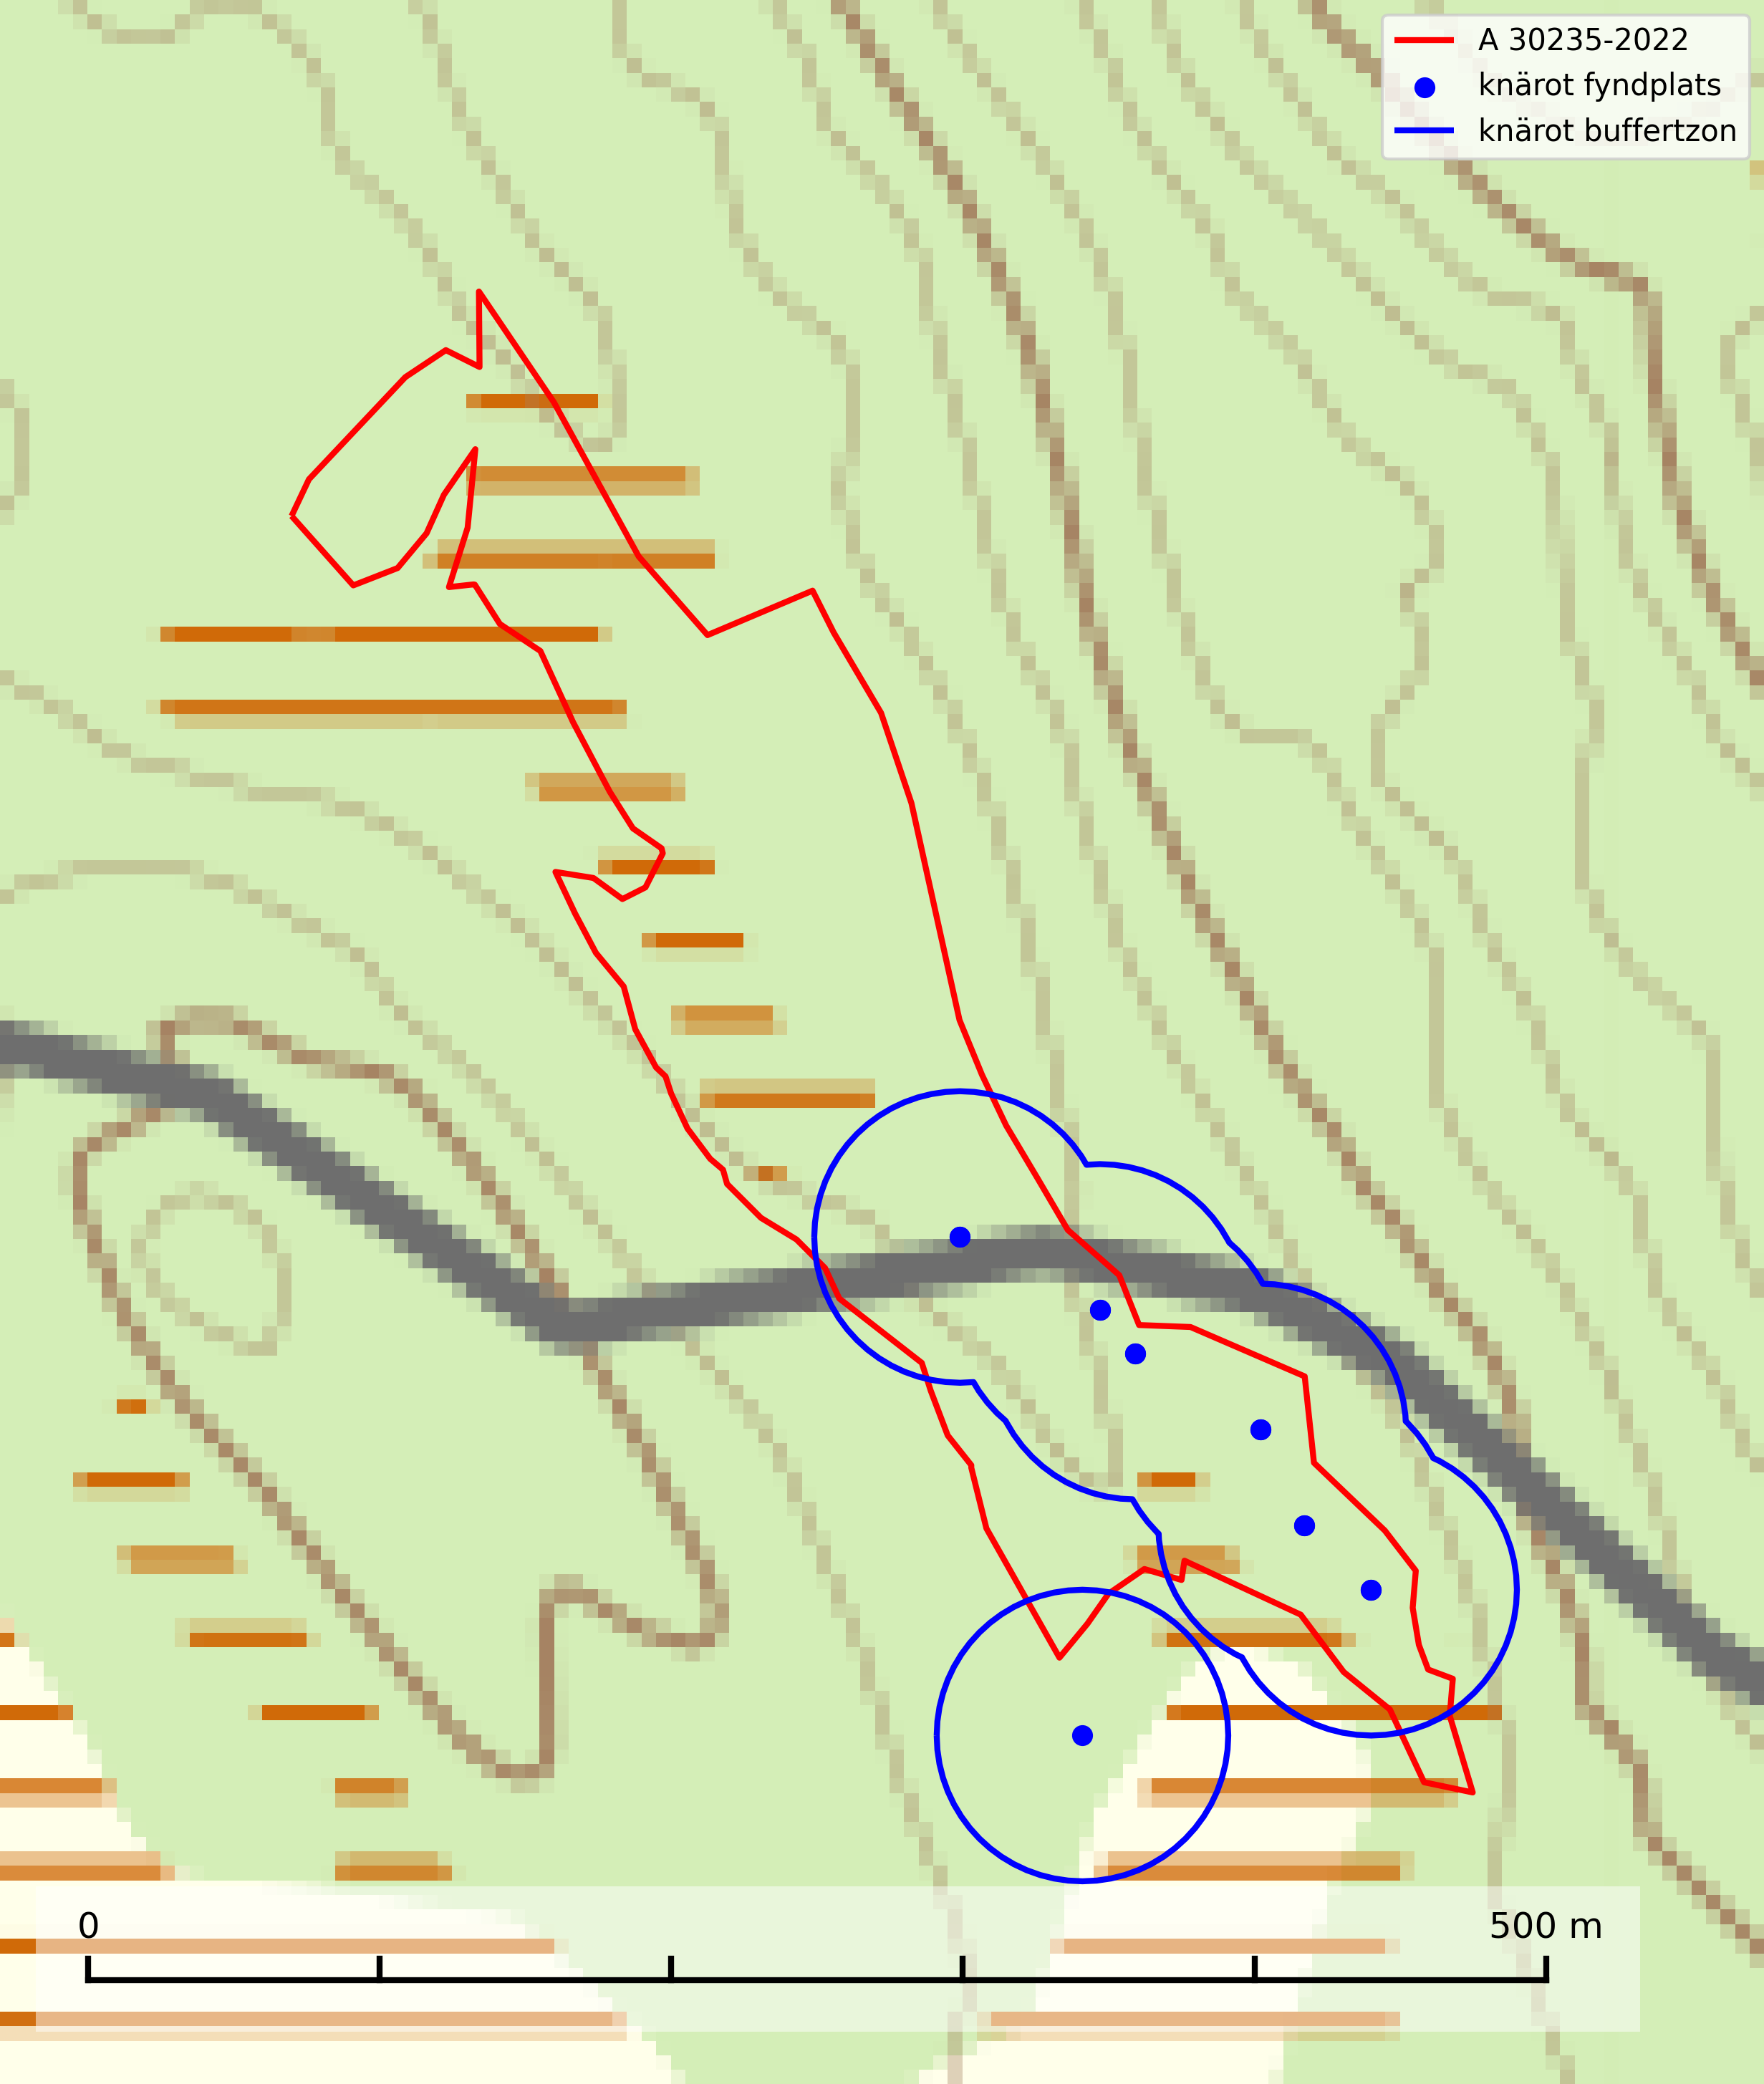 A 30235-2022
knärot fyndplats
knärot buffertzon
0
500 m